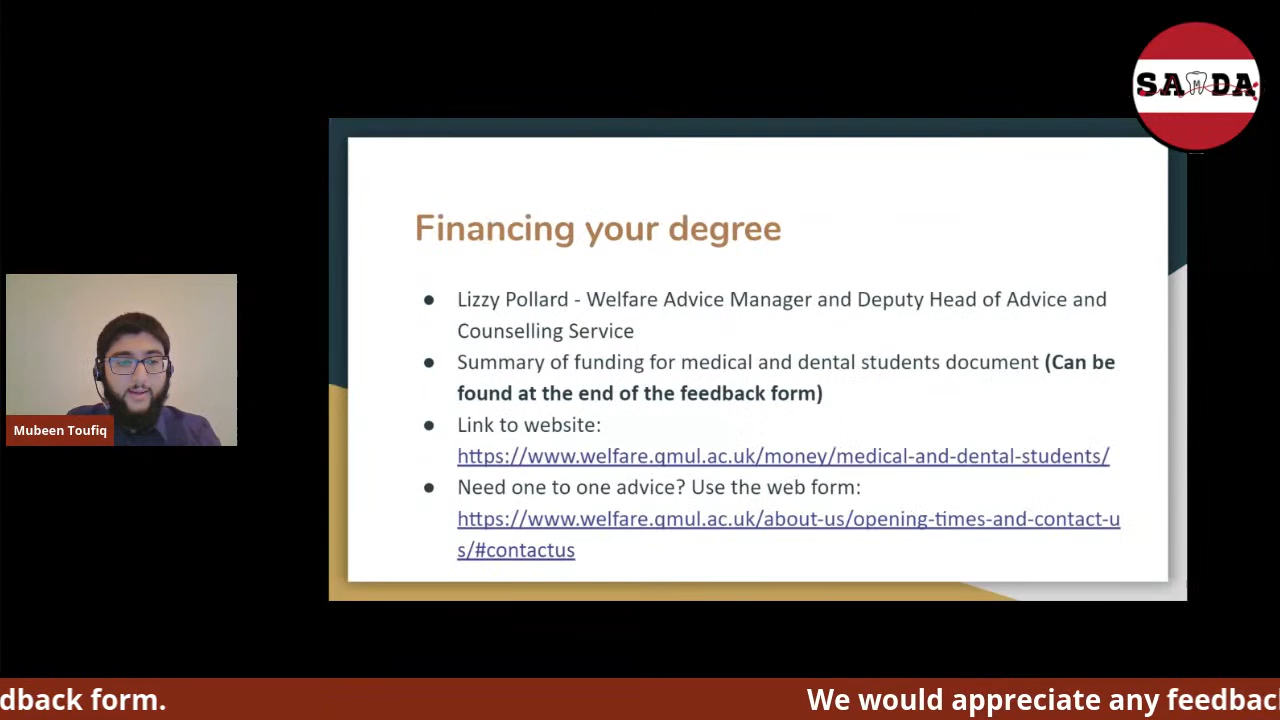 SAMDA
Financing your degree
● Lizzy Pollard - Welfare Advice Manager and Deputy Head of Advice and
Counselling Service
● Summary of funding for medical and dental students document (Can be
found at the end of the feedback form)
● Link to website:
https://www.welfare.qmul.ac.uk/money/medical-and-dental-students/
● Need one to one advice? Use the web form:
https://www.welfare.qmul.ac.uk/about-us/opening-times-and-contact-u
s/#contactus
Mubeen Toufiq
dback form.
We would appreciate any feedbac